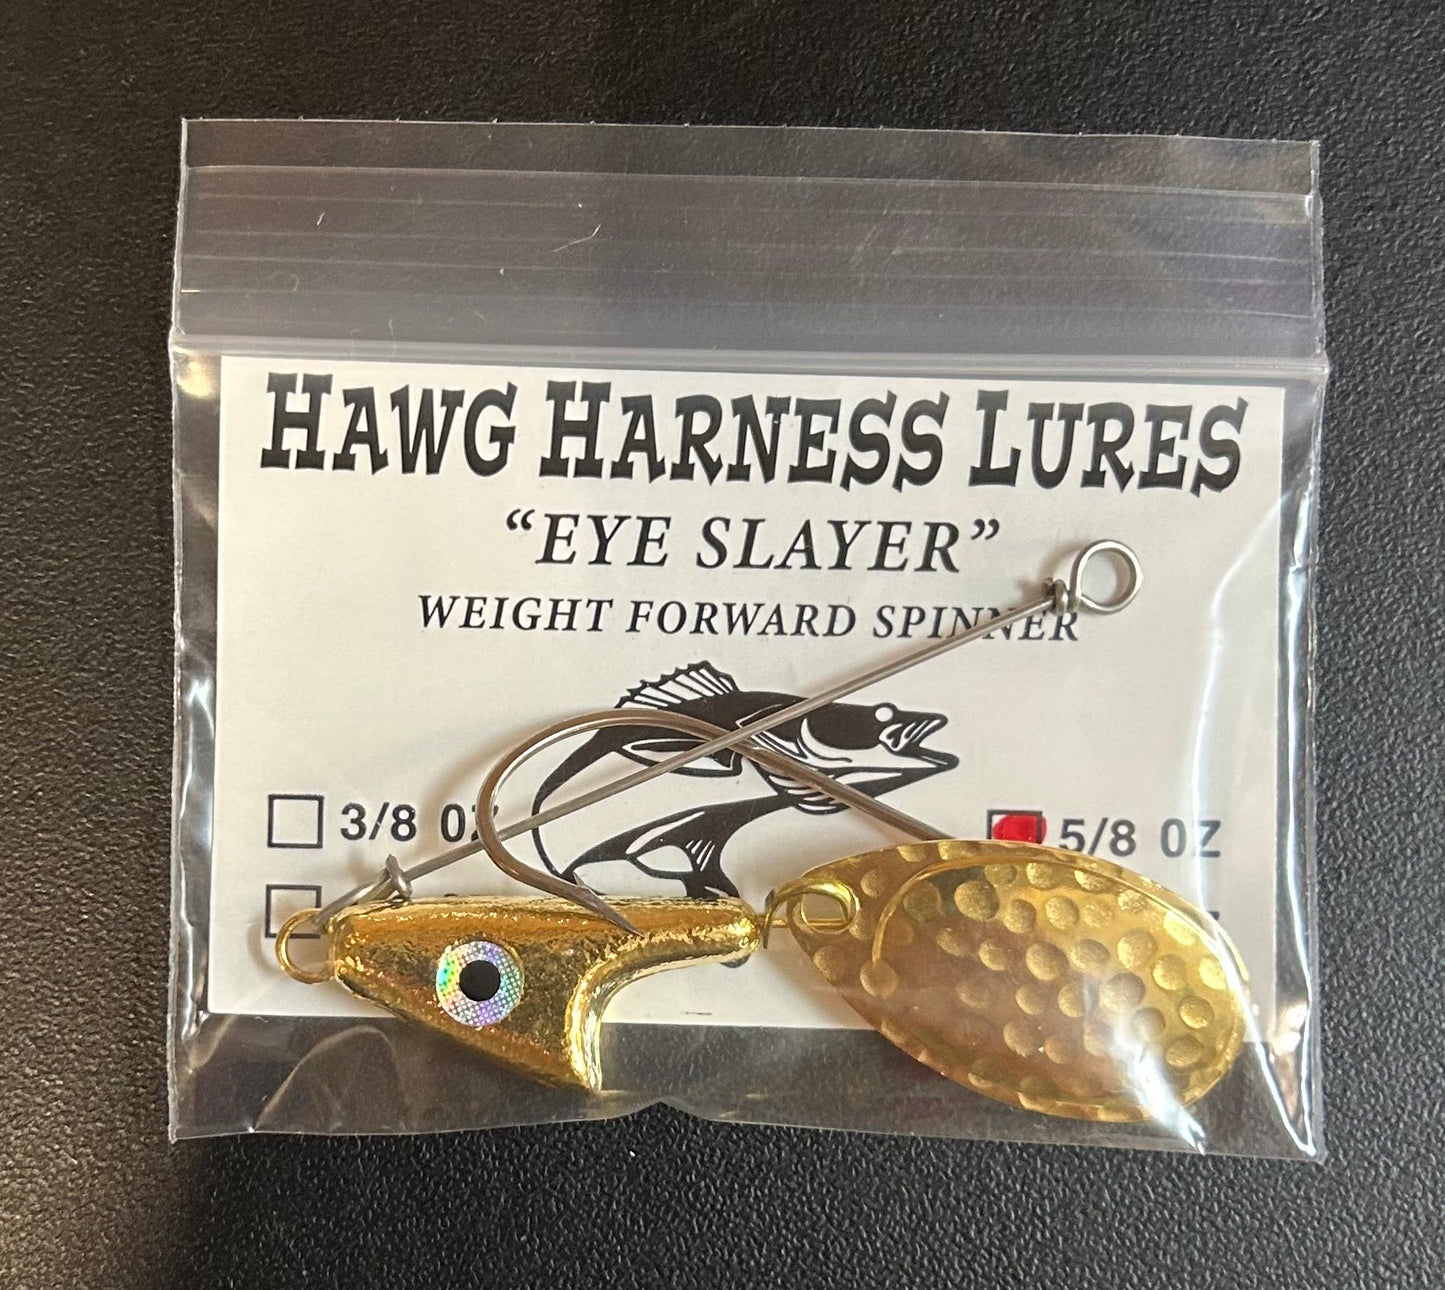 HAWG HARNESS LURES
“EYE SLAYER”
WEIGHT FORWARD SPINNER
3/8 OZ
5/8 OZ